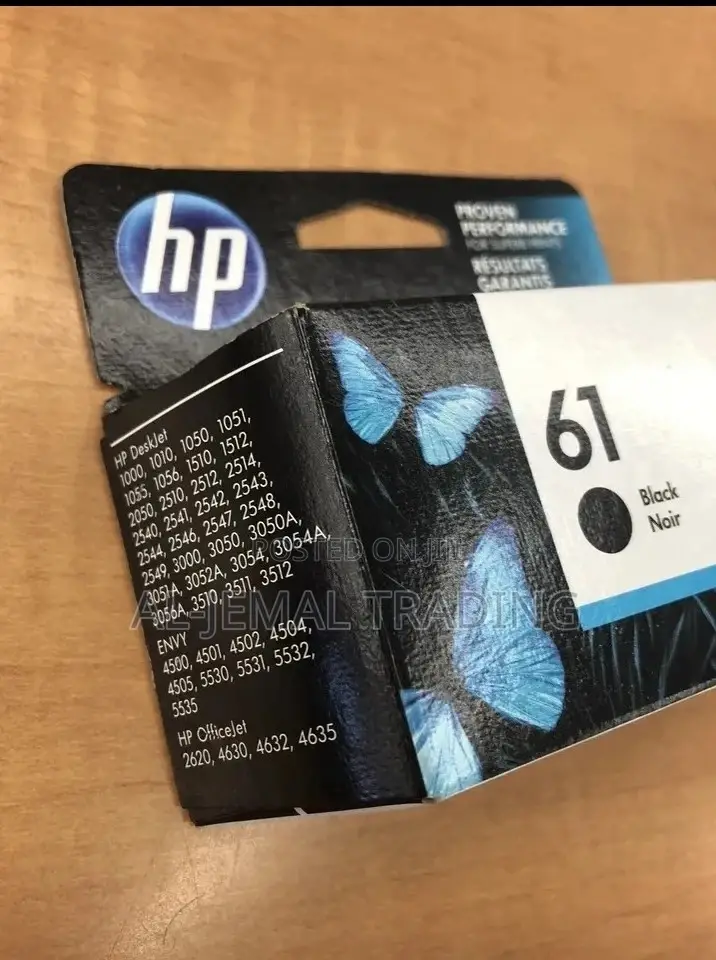 hp
PROVEN
PERFORMANCE
FOR SUPERB PRINTS
RÉSULTATS
GARANTIS
HP DeskJet
1000, 1010, 1050, 1051,
1055, 1056, 1510, 1512,
2050, 2510, 2512, 2514,
2540, 2541, 2542, 2543,
2544, 2546, 2547, 2548,
2549, 3000, 3050, 3050A,
3051A, 3052A, 3054, 3054A,
3056A, 3510, 3511, 3512
ENVY
4500, 4501, 4502, 4504,
4505, 5530, 5531, 5532,
5535
HP OfficeJet
2620, 4630, 4632, 4635
61
Black
Noir
POSTED ON JIJI
AL JEMAL TRADING